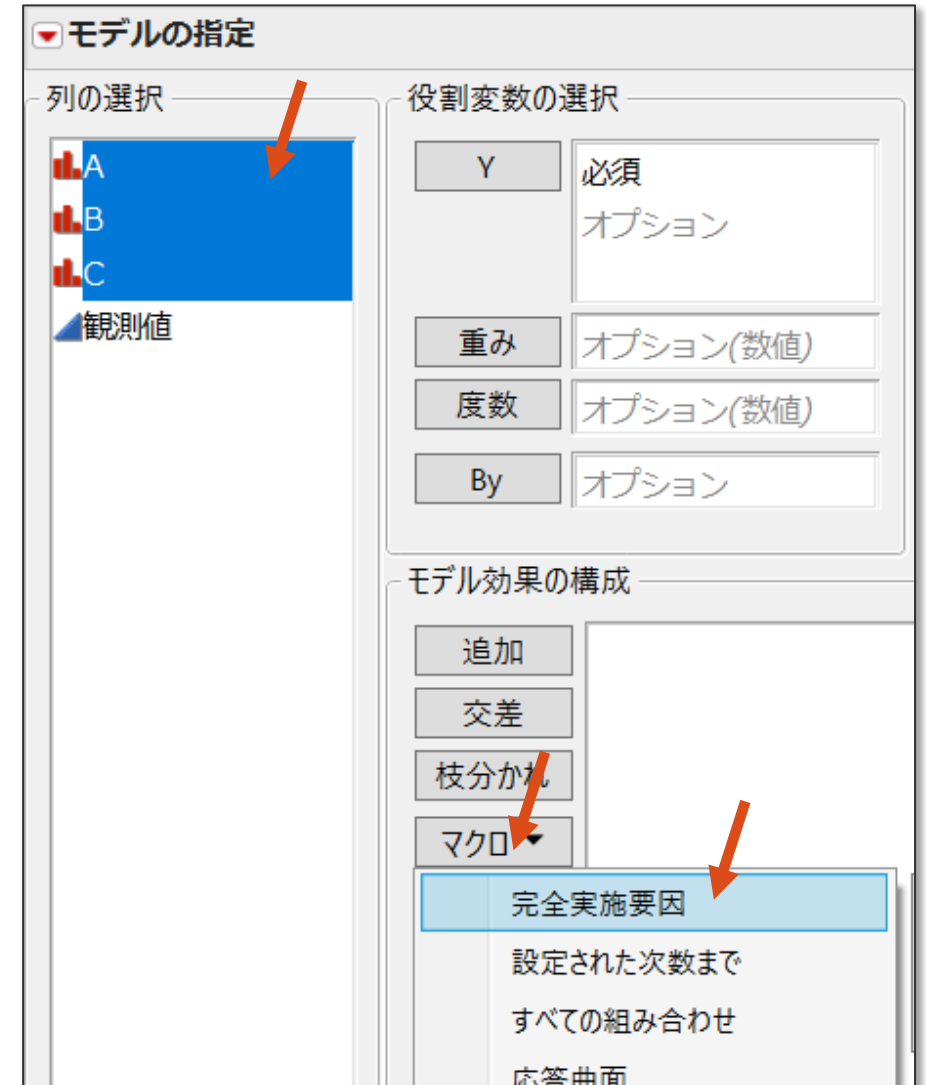 モデルの指定
列の選択
A
B
C
観測値
役割変数の選択
Y
必須
オプション
重み
オプション(数値)
度数
オプション(数値)
By
オプション
モデル効果の構成
追加
交差
枝分かれ
マクロ
完全実施要因
設定された次数まで
すべての組み合わせ
応答曲面